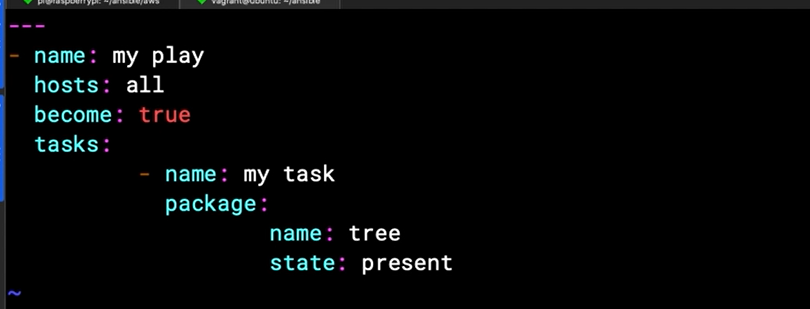 pi@raspberrypi: ~/ansible/aws vagrant@ubuntu: ~/ansible
---
- name: my play
  hosts: all
  become: true
  tasks:
          - name: my task
            package:
                    name: tree
                    state: present
~